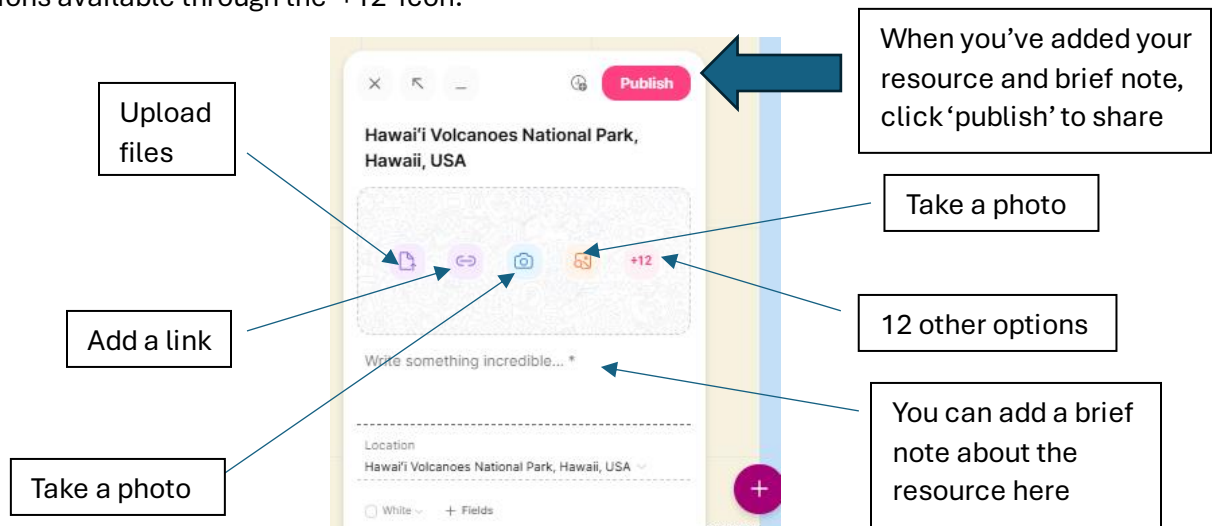 ions available through the '+12' icon.
When you've added your
resource and brief note,
click 'publish' to share
Publish
Upload
files
Hawai'i Volcanoes National Park,
Hawaii, USA
Take a photo
+12
Add a link
12 other options
Write something incredible... *
You can add a brief
note about the
resource here
Location
Hawai'i Volcanoes National Park, Hawaii, USA
Take a photo
+
White
+ Fields